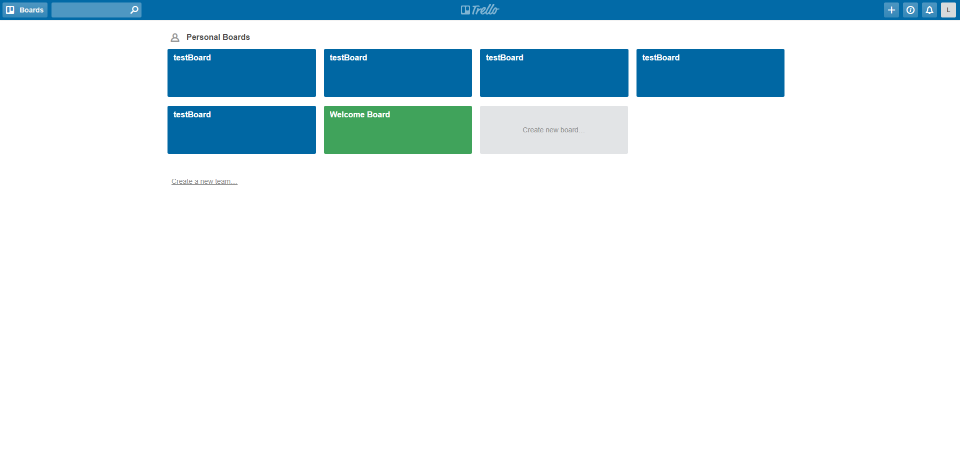 Boards
Trello
L
Personal Boards
testBoard
testBoard
testBoard
testBoard
testBoard
Welcome Board
Create new board
Create a new team…